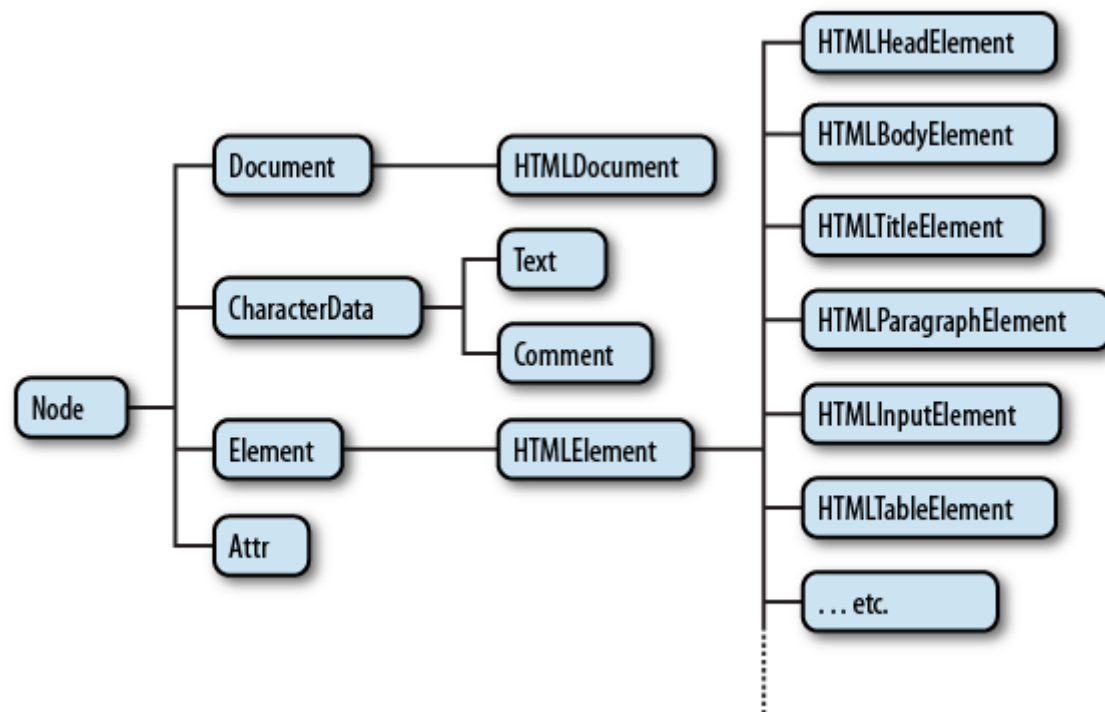 HTMLHeadElement
HTMLBodyElement
Document
HTMLDocument
HTMLTitleElement
Text
CharacterData
HTMLParagraphElement
Comment
Node
HTMLInputElement
Element
HTMLElement
HTMLTableElement
Attr
. . . etc.